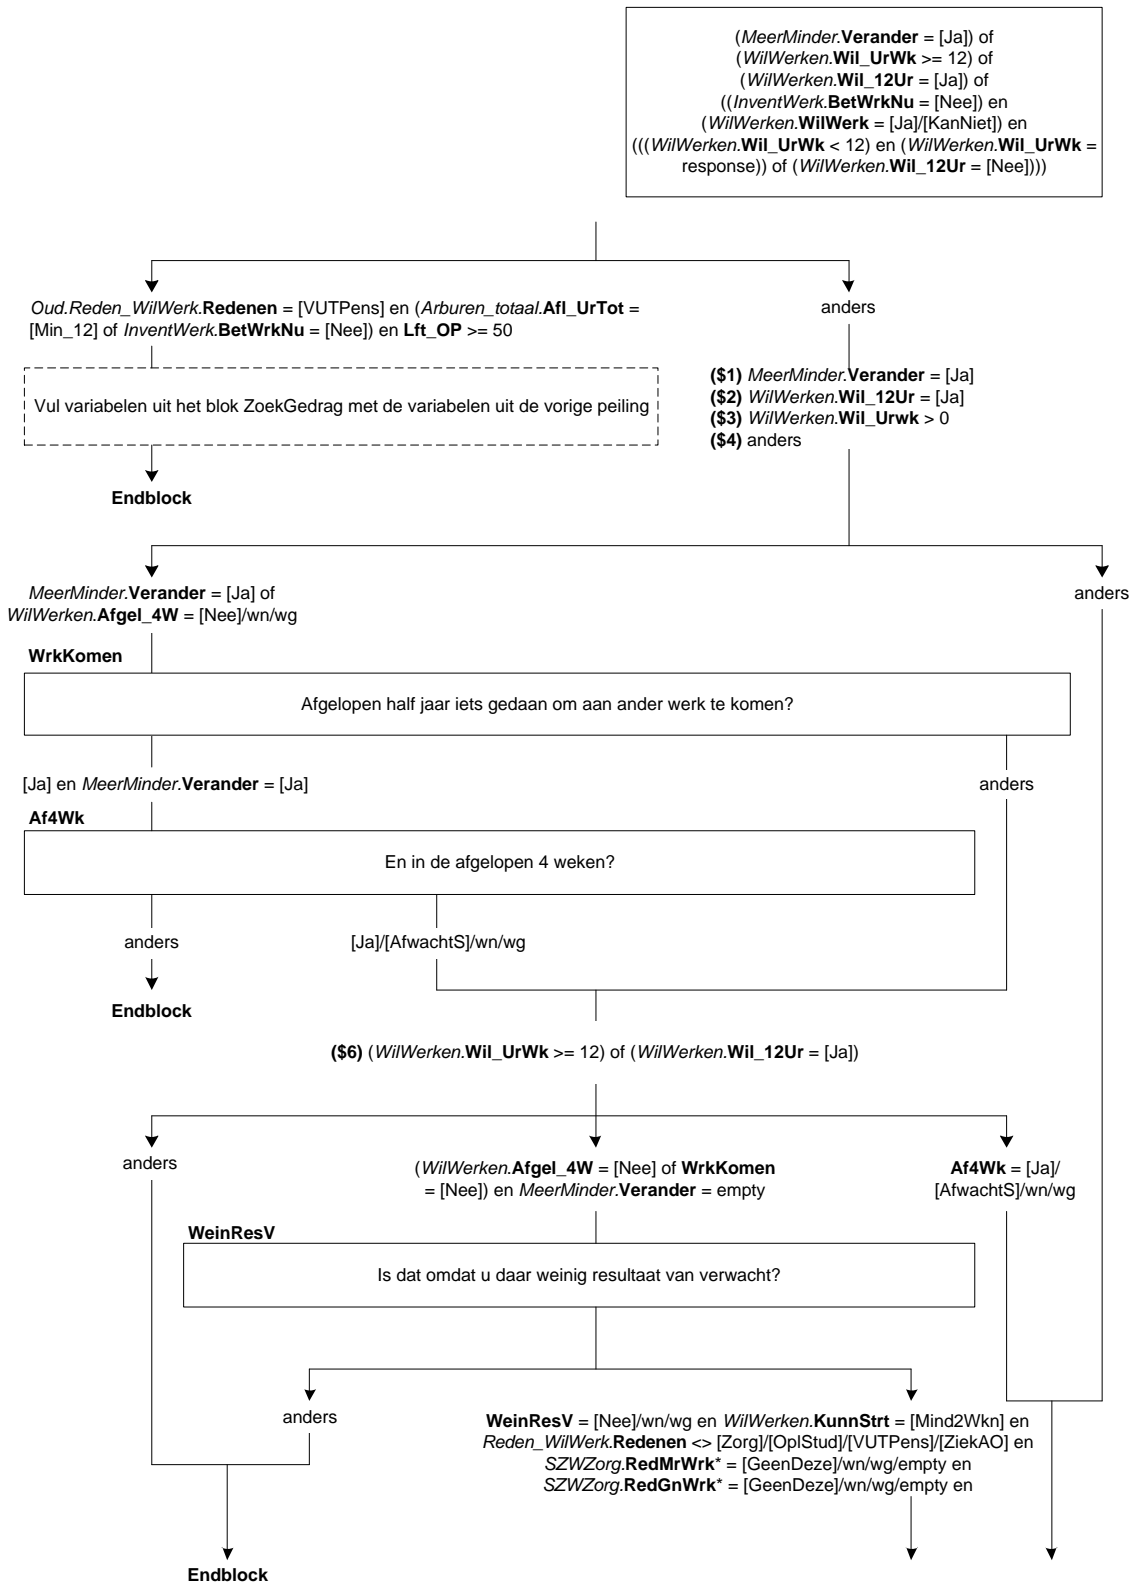 (MeerMinder.Verander = [Ja]) of
(WilWerken.Wil_UrWk >= 12) of
(WilWerken.Wil_12Ur = [Ja]) of
((InventWerk.BetWrkNu = [Nee]) en
(WilWerken.WilWerk = [Ja]/[KanNiet]) en
(((WilWerken.Wil_UrWk < 12) en (WilWerken.Wil_UrWk =
response)) of (WilWerken.Wil_12Ur = [Nee])))
Oud.Reden_WilWerk.Redenen = [VUTPens] en (Arburen_totaal.Afl_UrTot =
[Min_12] of InventWerk.BetWrkNu = [Nee]) en Lft_OP >= 50
anders
Vul variabelen uit het blok ZoekGedrag met de variabelen uit de vorige peiling
($1) MeerMinder.Verander = [Ja]
($2) WilWerken.Wil_12Ur = [Ja]
($3) WilWerken.Wil_Urwk > 0
($4) anders
Endblock
MeerMinder.Verander = [Ja] of
WilWerken.Afgel_4W = [Nee]/wn/wg
anders
WrkKomen
Afgelopen half jaar iets gedaan om aan ander werk te komen?
[Ja] en MeerMinder.Verander = [Ja]
anders
Af4Wk
En in de afgelopen 4 weken?
anders
[Ja]/[AfwachtS]/wn/wg
Endblock
($6) (WilWerken.Wil_UrWk >= 12) of (WilWerken.Wil_12Ur = [Ja])
anders
(WilWerken.Afgel_4W = [Nee] of WrkKomen
= [Nee]) en MeerMinder.Verander = empty
Af4Wk = [Ja]/
[AfwachtS]/wn/wg
WeinResV
Is dat omdat u daar weinig resultaat van verwacht?
anders
WeinResV = [Nee]/wn/wg en WilWerken.KunnStrt = [Mind2Wkn] en
Reden_WilWerk.Redenen <> [Zorg]/[OplStud]/[VUTPens]/[ZiekAO] en
SZWZorg.RedMrWrk* = [GeenDeze]/wn/wg/empty en
SZWZorg.RedGnWrk* = [GeenDeze]/wn/wg/empty en
Endblock